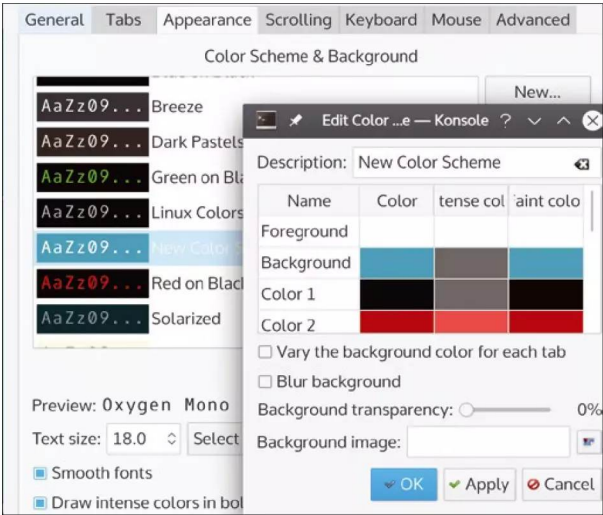 General Tabs Appearance Scrolling Keyboard Mouse Advanced
Color Scheme & Background
AaZz09... Breeze
AaZz09... Dark Pastels
AaZz09... Green on Bla
AaZz09... Linux Colors
AaZz09... New Color S
AaZz09... Red on Black
AaZz09... Solarized
New...
Preview: Oxygen Mono
Text size: 18.0 Select
Smooth fonts
Draw intense colors in bol
Edit Color ...e — Konsole
Description: New Color Scheme
Name Color tense col aint colo
Foreground
Background
Color 1
Color 2
Vary the background color for each tab
Blur background
Background transparency: 0%
Background image:
OK Apply Cancel